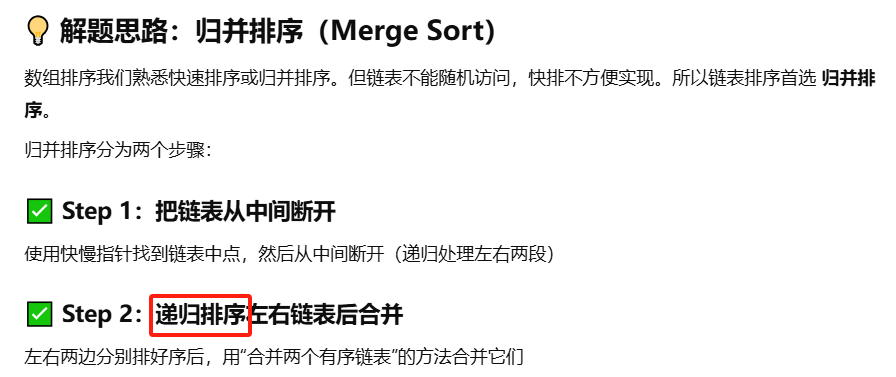 💡 解题思路：归并排序（Merge Sort）
数组排序我们熟悉快速排序或归并排序。但链表不能随机访问，快排不方便实现。所以链表排序首选 归并排
序。
归并排序分为两个步骤：
✅ Step 1：把链表从中间断开
使用快慢指针找到链表中点，然后从中间断开（递归处理左右两段）
✅ Step 2：递归排序左右链表后合并
左右两边分别排好序后，用“合并两个有序链表”的方法合并它们